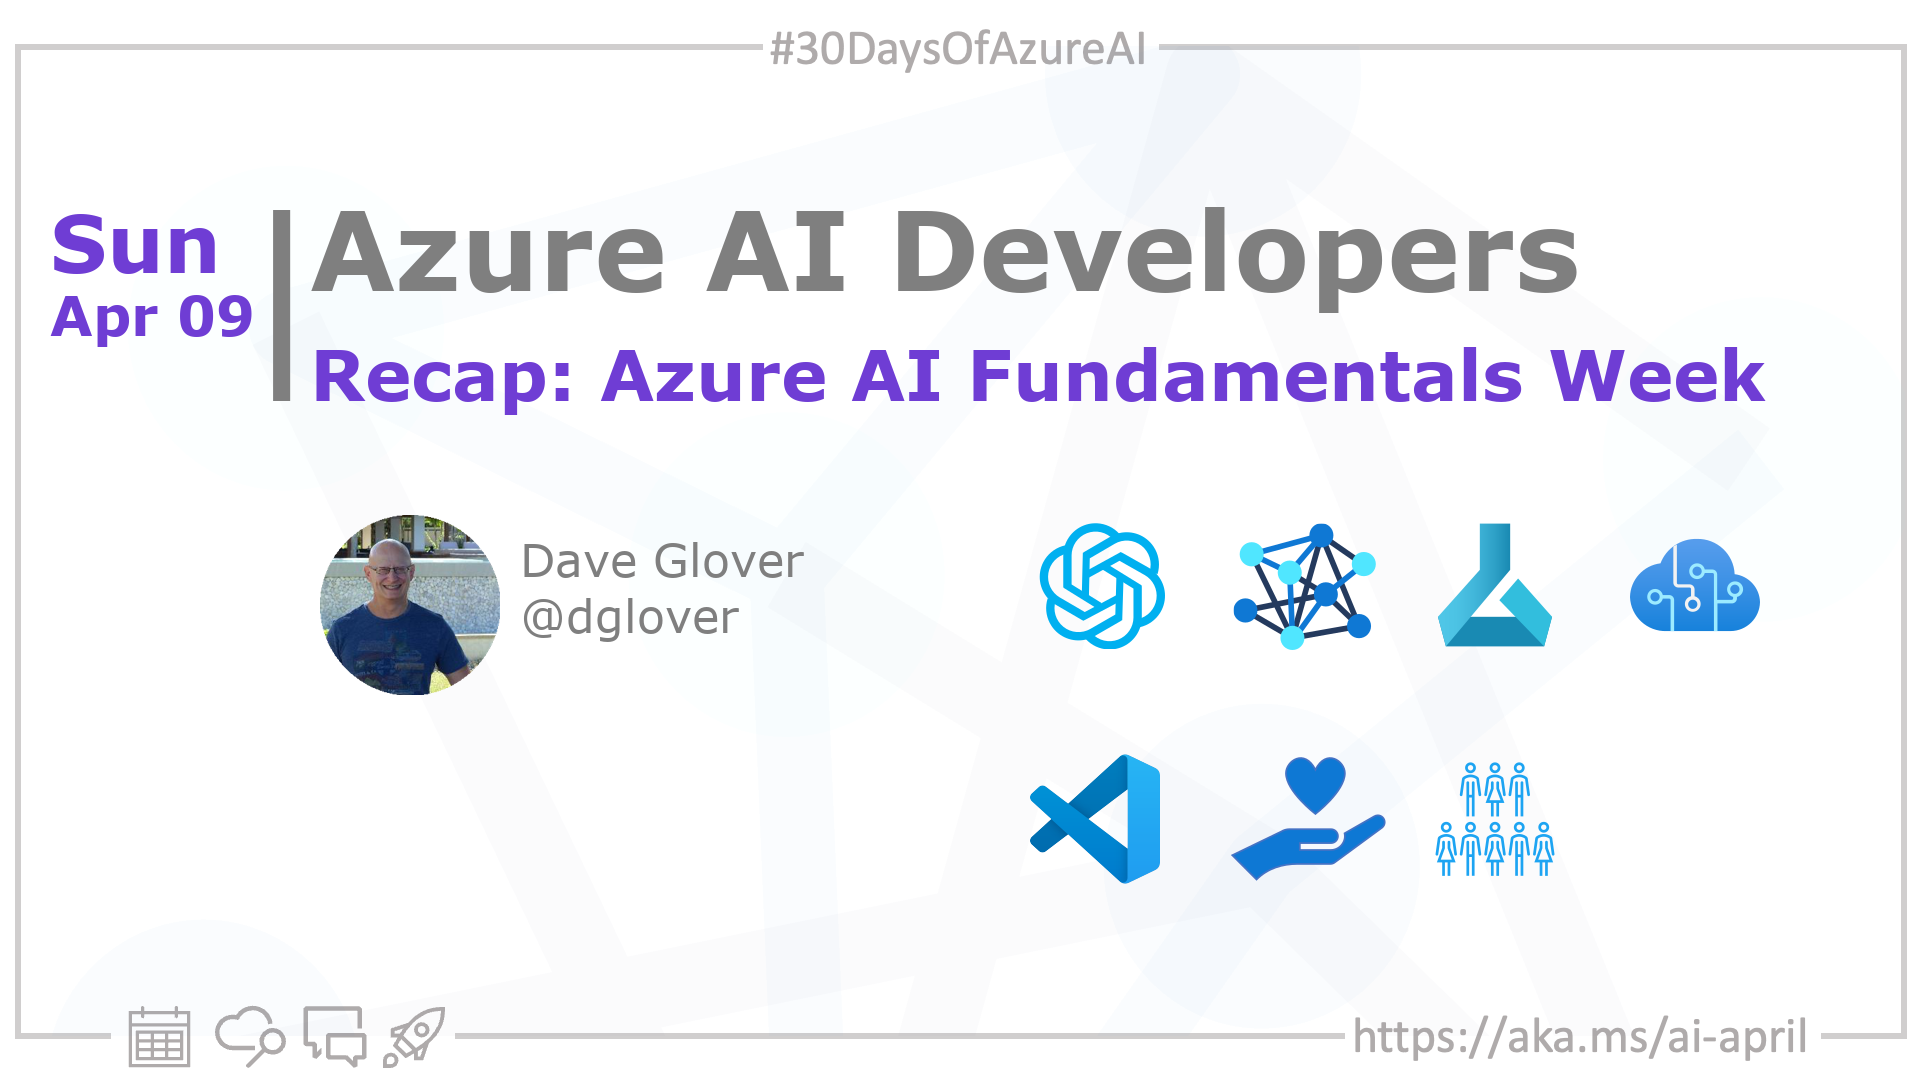 #30DaysOfAzureAI
Sun
Apr 09
Azure AI Developers
Recap: Azure AI Fundamentals Week
Dave Glover
@dglover
https://aka.ms/ai-april